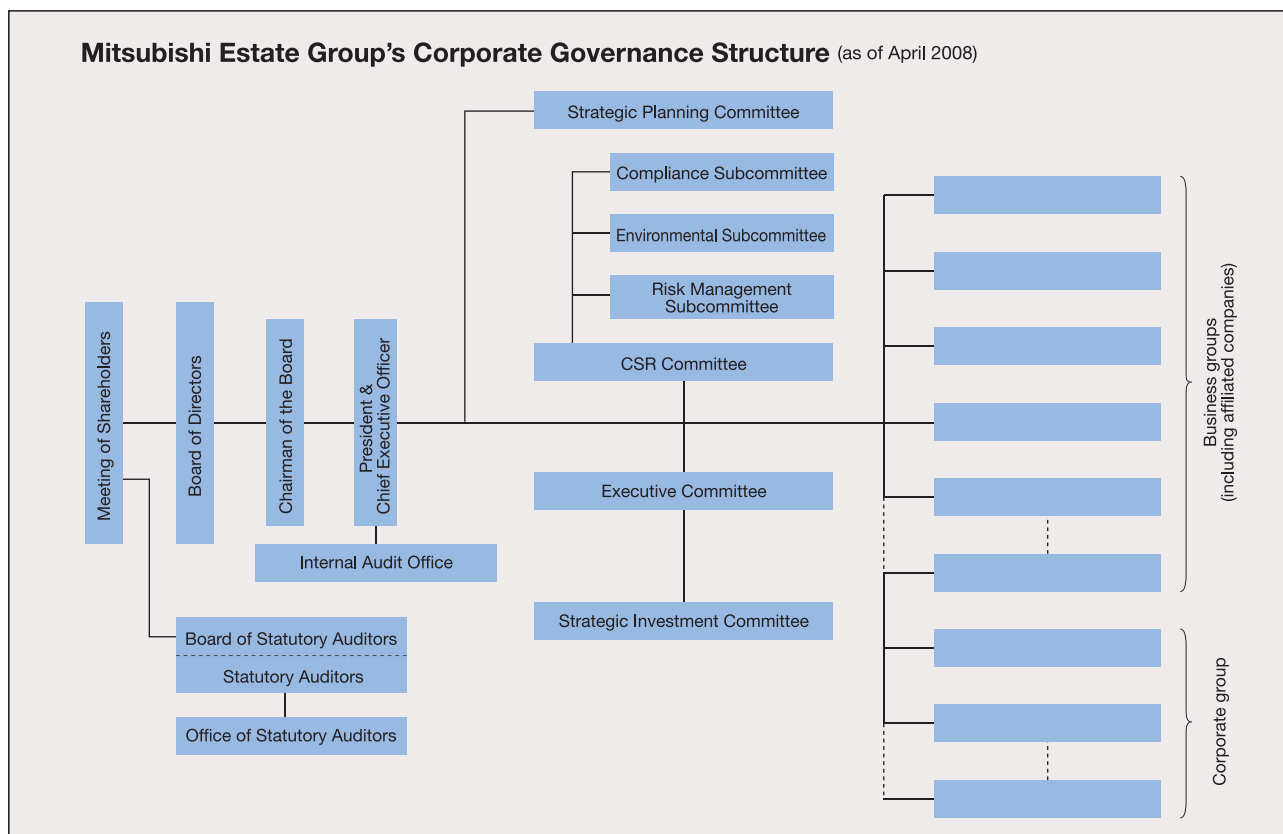 Mitsubishi Estate Group's Corporate Governance Structure (as of April 2008)
Strategic Planning Committee
Compliance Subcommittee
Environmental Subcommittee
Risk Management
Subcommittee
CSR Committee
Meeting of Shareholders
Board of Directors
Chairman of the Board
President &
Chief Executive Officer
Internal Audit Office
Executive Committee
Strategic Investment Committee
Board of Statutory Auditors
Statutory Auditors
Office of Statutory Auditors
Business groups
(including affiliated companies)
Corporate group